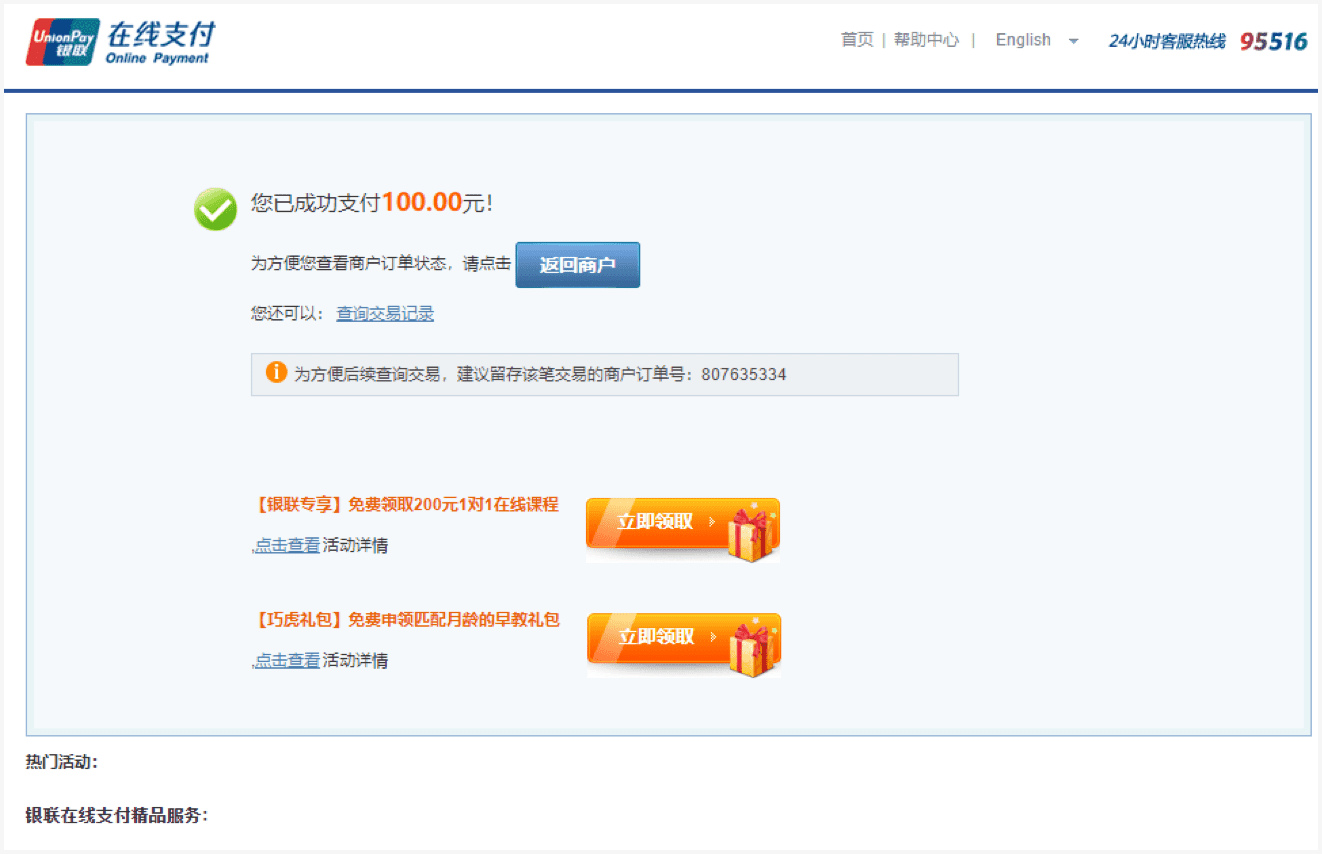 UnionPay 银联 在线支付
Online Payment
首页 | 帮助中心 | English 24小时客服热线 95516
您已成功支付100.00元！
为方便您查看商户订单状态，请点击 返回商户
您还可以： 查询交易记录
为方便后续查询交易，建议留存该笔交易的商户订单号：807635334
【银联专享】免费领取200元1对1在线课程 立即领取
,点击查看活动详情
【巧虎礼包】免费申领匹配月龄的早教礼包 立即领取
,点击查看活动详情
热门活动：
银联在线支付精品服务：